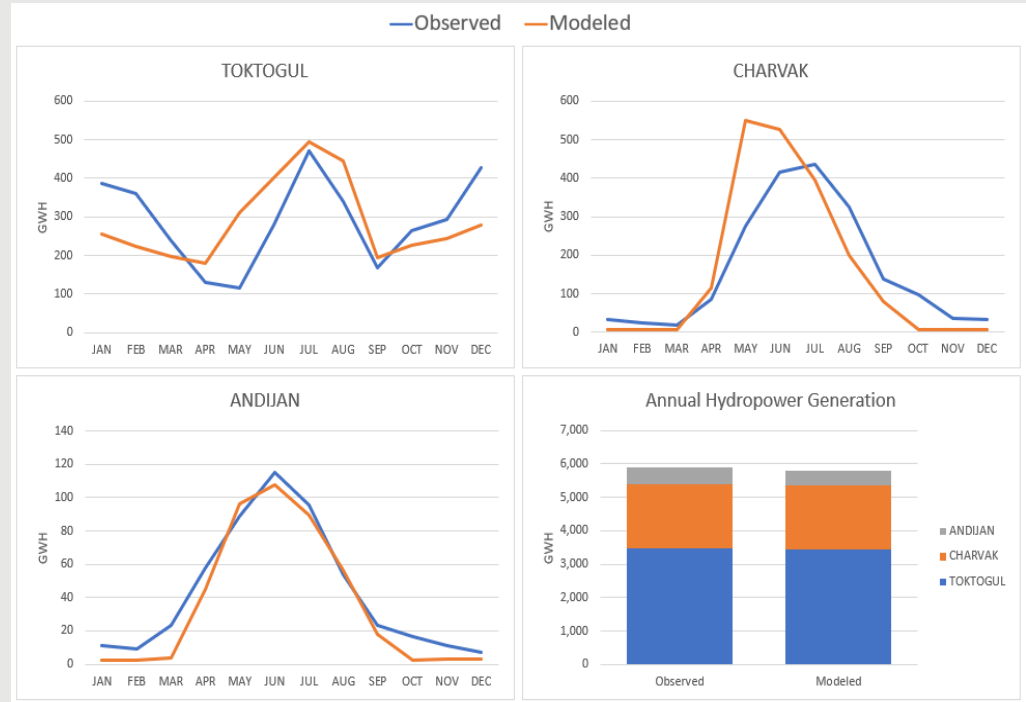 Observed Modeled
TOKTOGUL
600
500
400
300
200
100
0
GWH
JAN FEB MAR APR MAY JUN JUL AUG SEP OCT NOV DEC
CHARVAK
600
500
400
300
200
100
0
GWH
JAN FEB MAR APR MAY JUN JUL AUG SEP OCT NOV DEC
ANDIJAN
140
120
100
80
60
40
20
0
GWH
JAN FEB MAR APR MAY JUN JUL AUG SEP OCT NOV DEC
Annual Hydropower Generation
7,000
6,000
5,000
4,000
3,000
2,000
1,000
0
GWH
Observed Modeled
ANDIJAN
CHARVAK
TOKTOGUL